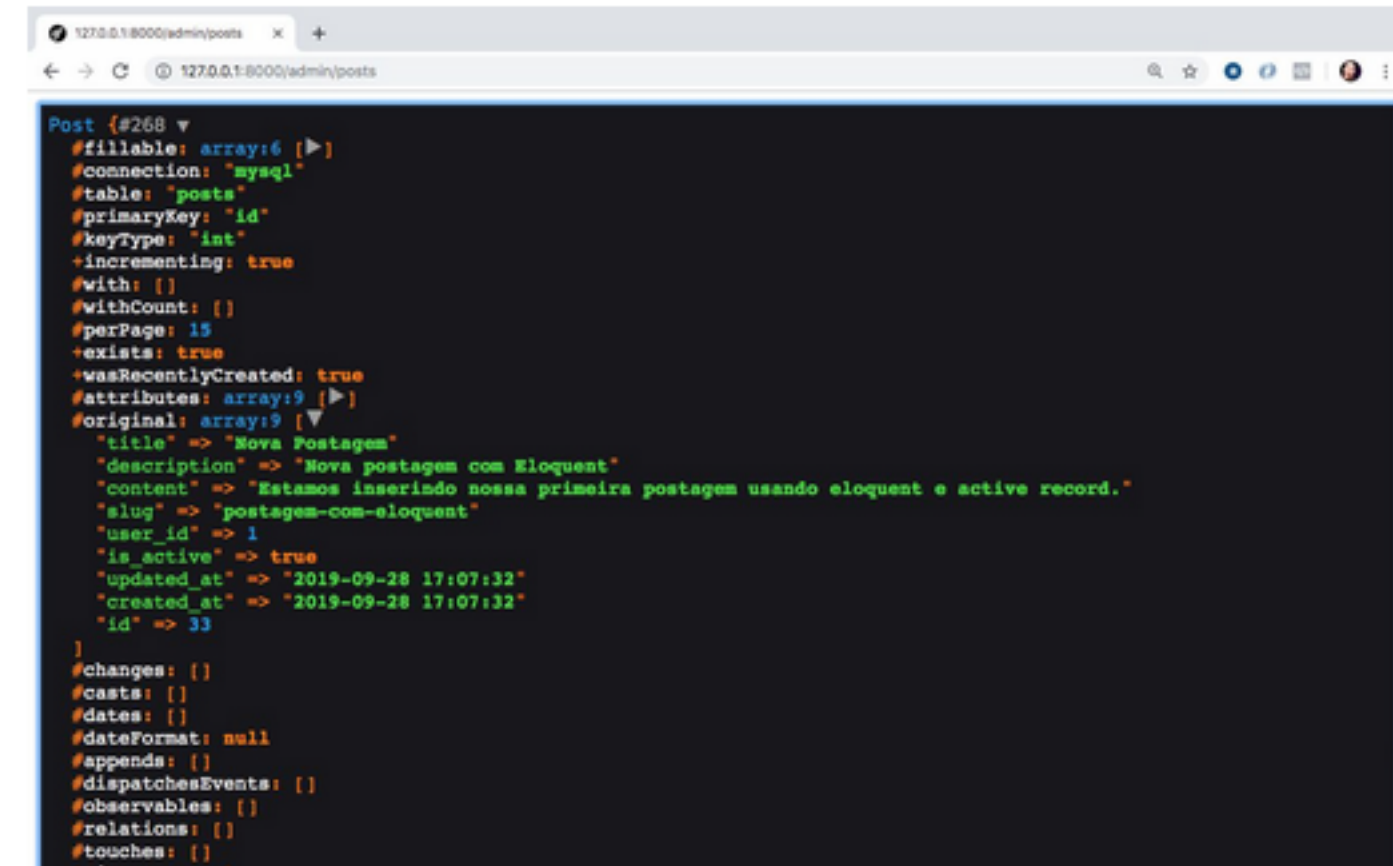 127.0.0.1:8000/admin/posts
127.0.0.1:8000/admin/posts
Post {#268 ▼
#fillable: array:6 [▶]
#connection: "mysql"
#table: "posts"
#primaryKey: "id"
#keyType: "int"
+incrementing: true
#with: []
#withCount: []
#perPage: 15
+exists: true
+wasRecentlyCreated: true
#attributes: array:9 [▶]
#original: array:9 [▼
"title" => "Nova Postagem"
"description" => "Nova postagem com Eloquent"
"content" => "Estamos inserindo nossa primeira postagem usando eloquent e active record."
"slug" => "postagem-com-eloquent"
"user_id" => 1
"is_active" => true
"updated_at" => "2019-09-28 17:07:32"
"created_at" => "2019-09-28 17:07:32"
"id" => 33
]
#changes: []
#casts: []
#dates: []
#dateFormat: null
#appends: []
#dispatchesEvents: []
#observables: []
#relations: []
#touches: []